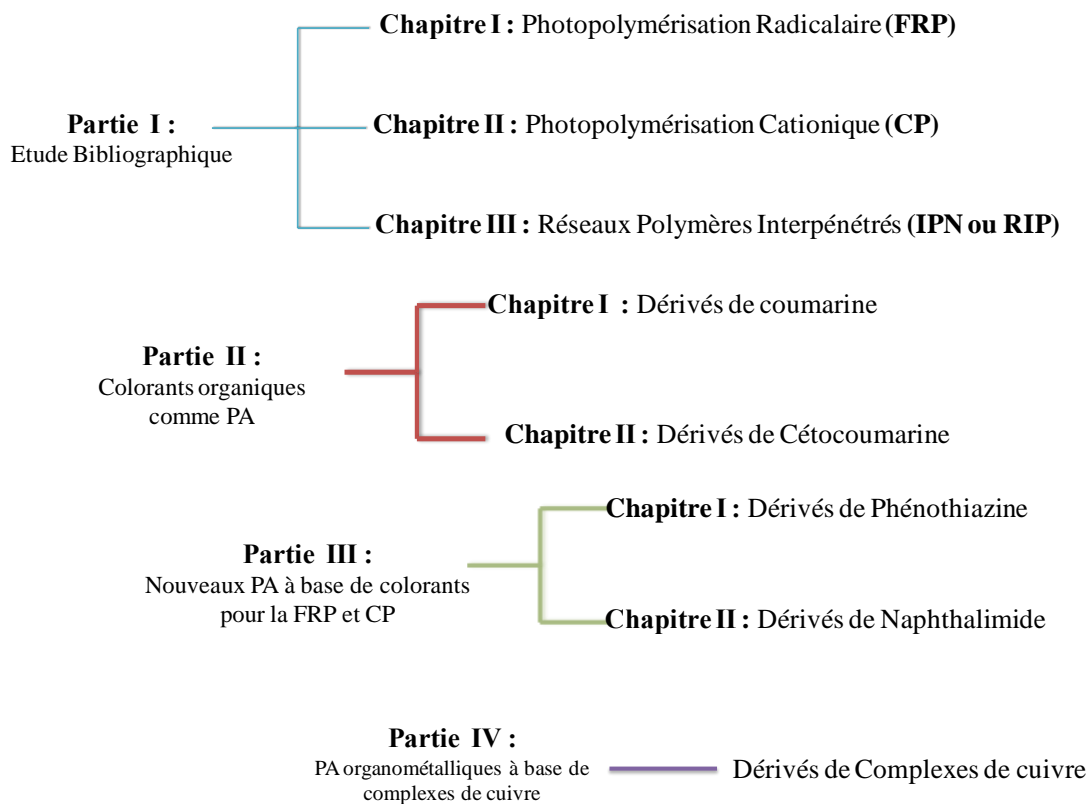 Chapitre I : Photopolymérisation Radicalaire (FRP)
Partie I :
Etude Bibliographique
Chapitre II : Photopolymérisation Cationique (CP)
Chapitre III : Réseaux Polymères Interpénétrés (IPN ou RIP)
Chapitre I : Dérivés de coumarine
Partie II :
Colorants organiques
comme PA
Chapitre II : Dérivés de Cétocoumarine
Chapitre I : Dérivés de Phénothiazine
Partie III :
Nouveaux PA à base de colorants
pour la FRP et CP
Chapitre II : Dérivés de Naphthalimide
Partie IV :
PA organométalliques à base de
complexes de cuivre
Dérivés de Complexes de cuivre